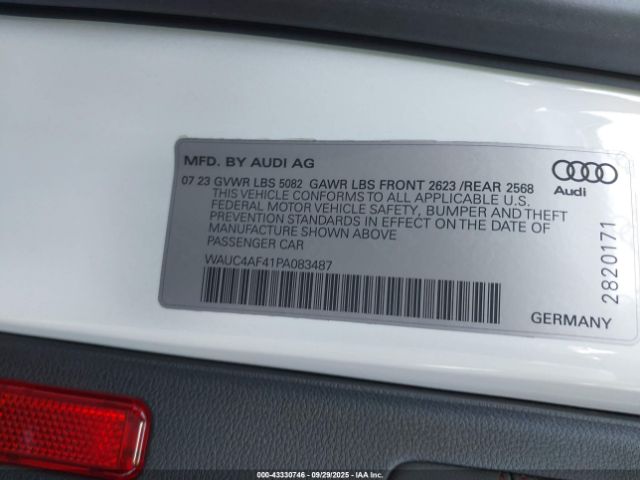 MFD. BY AUDI AG
07 23 GVWR LBS 5082 GAWR LBS FRONT 2623 /REAR 2568
THIS VEHICLE CONFORMS TO ALL APPLICABLE U.S.
FEDERAL MOTOR VEHICLE SAFETY, BUMPER AND THEFT
PREVENTION STANDARDS IN EFFECT ON THE DATE OF
MANUFACTURE SHOWN ABOVE
PASSENGER CAR
WAUC4AF41PA083487
Audi
2820171
GERMANY
000-43330746 09/29/2025 IAAI.COM